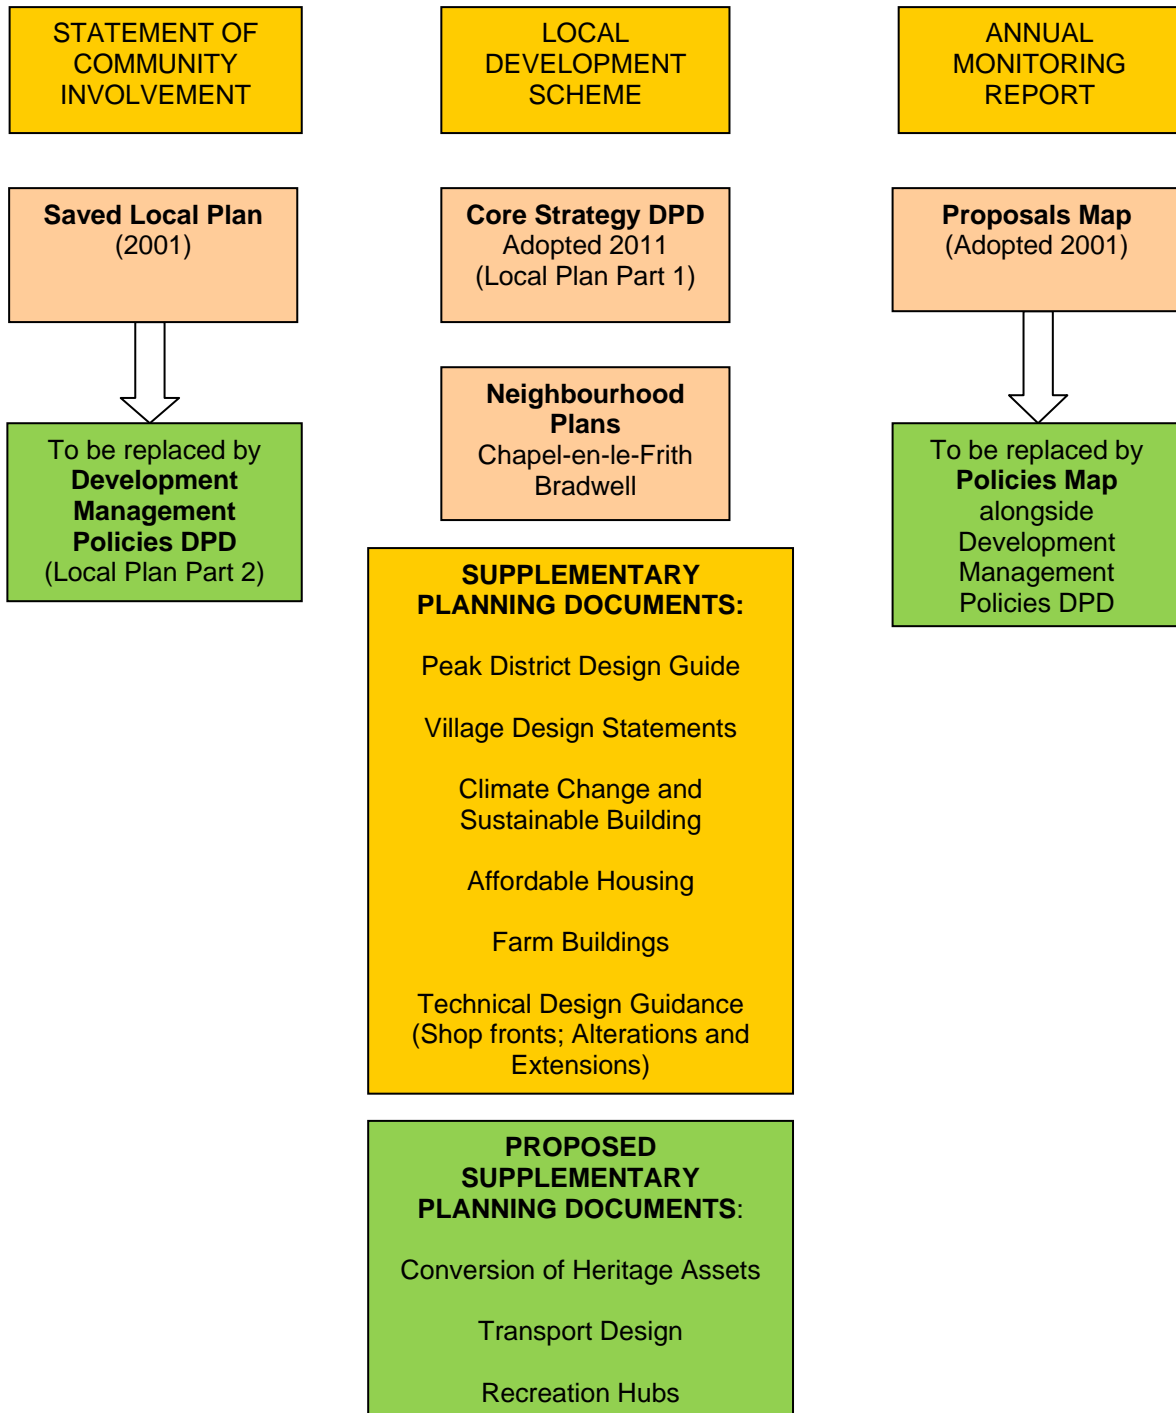 STATEMENT OF
COMMUNITY
INVOLVEMENT
LOCAL
DEVELOPMENT
SCHEME
ANNUAL
MONITORING
REPORT
Saved Local Plan
(2001)
Core Strategy DPD
Adopted 2011
(Local Plan Part 1)
Proposals Map
(Adopted 2001)
Neighbourhood
Plans
Chapel-en-le-Frith
Bradwell
To be replaced by
Development
Management
Policies DPD
(Local Plan Part 2)
To be replaced by
Policies Map
alongside
Development
Management
Policies DPD
SUPPLEMENTARY
PLANNING DOCUMENTS:
Peak District Design Guide
Village Design Statements
Climate Change and
Sustainable Building
Affordable Housing
Farm Buildings
Technical Design Guidance
(Shop fronts; Alterations and
Extensions)
PROPOSED
SUPPLEMENTARY
PLANNING DOCUMENTS:
Conversion of Heritage Assets
Transport Design
Recreation Hubs